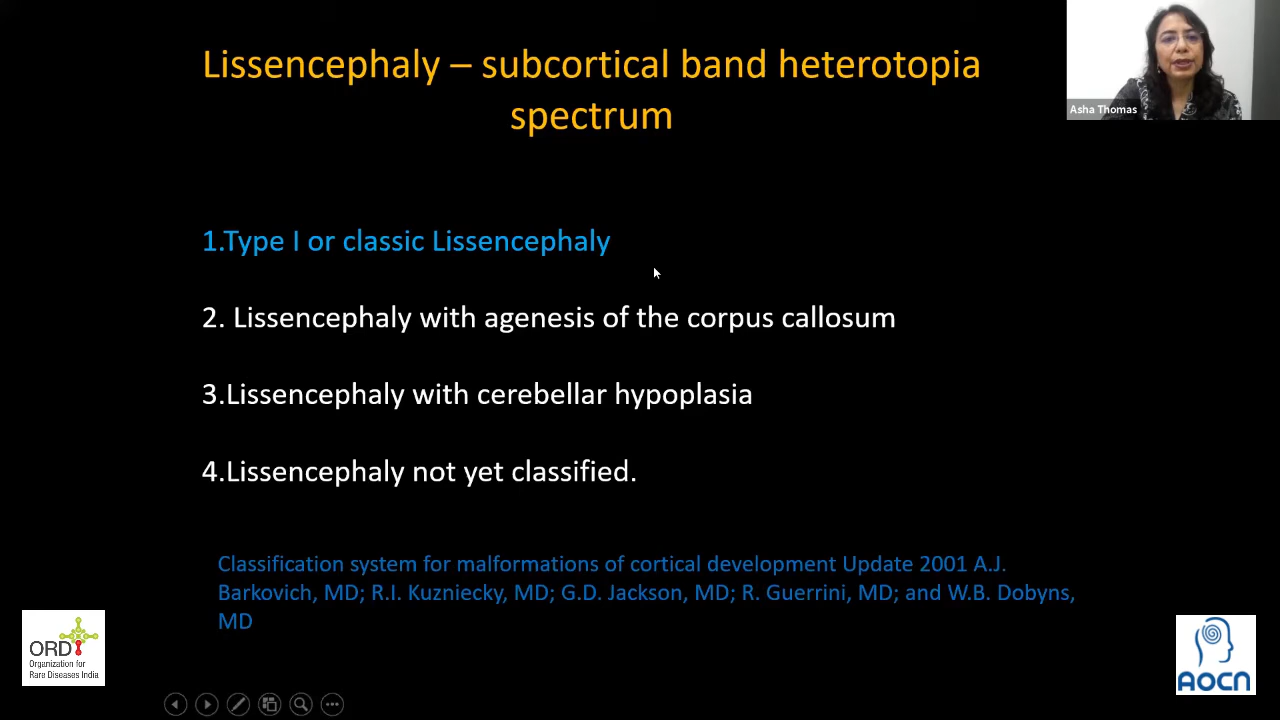 Lissencephaly – subcortical band heterotopia
spectrum
Asha Thomas
1.Type I or classic Lissencephaly
2. Lissencephaly with agenesis of the corpus callosum
3.Lissencephaly with cerebellar hypoplasia
4.Lissencephaly not yet classified.
Classification system for malformations of cortical development Update 2001 A.J.
Barkovich, MD; R.I. Kuzniecky, MD; G.D. Jackson, MD; R. Guerrini, MD; and W.B. Dobyns,
MD
ORDI
Organization for
Rare Diseases India
AOCN